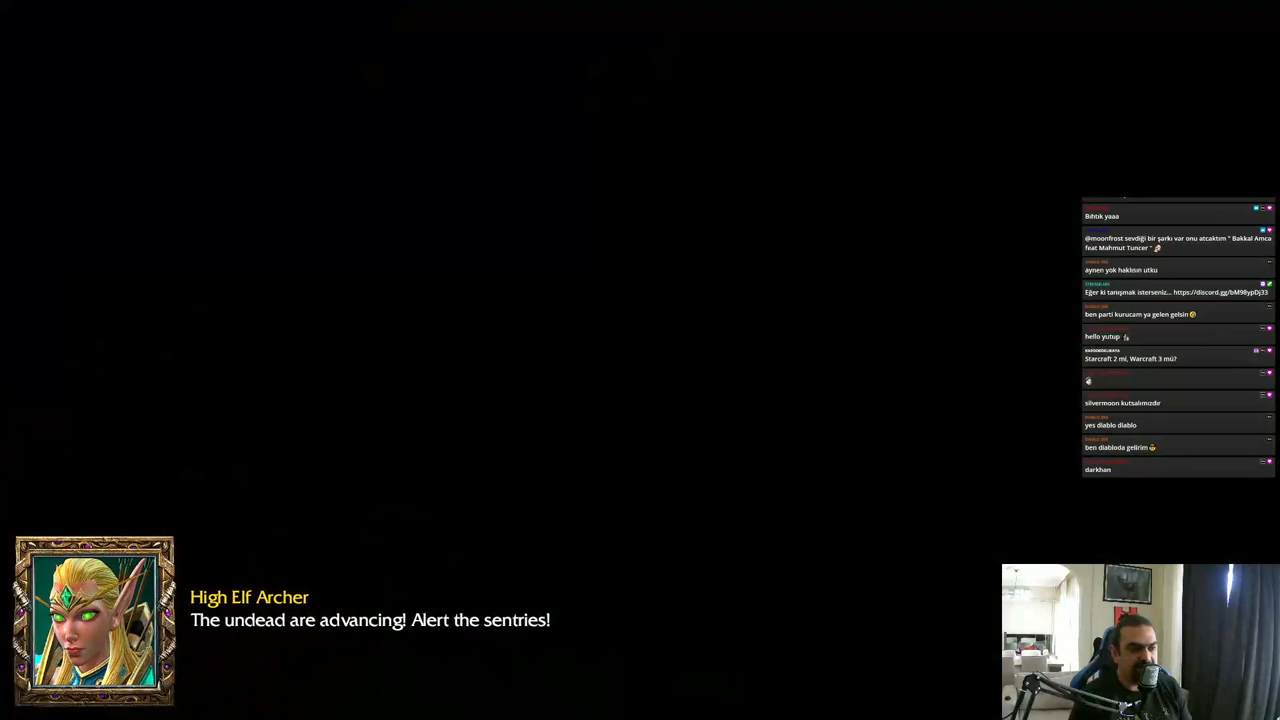 Bıhtık yaaa
@moonfrost sevdiği bir şarkı var onu atcaktım " Bakkal Amca
feat Mahmut Tuncer "
aynen yok haklısın utku
STREAMLABS
Eğer ki tanışmak isterseniz... https://discord.gg/bM98ypDj33
ben parti kurucam ya gelen gelsin
hello yutup
Starcraft 2 mi, Warcraft 3 mü?
silvermoon kutsalımızdır
yes diablo diablo
ben diabloda gelirim
darkhan
High Elf Archer
The undead are advancing! Alert the sentries!